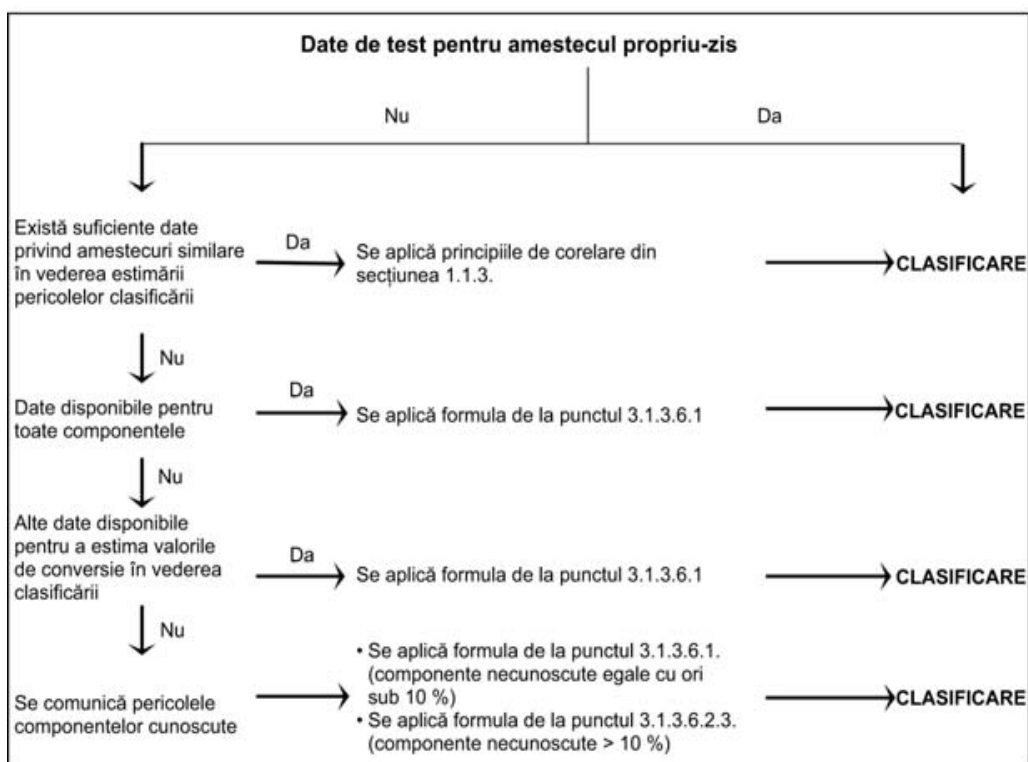 Date de test pentru amestecul propriu-zis
Nu
Da
Există suficiente date
privind amestecuri similare
în vederea estimării
pericolelor clasificării
Da
Se aplică principiile de corelare din
secțiunea 1.1.3.
CLASIFICARE
Nu
Date disponibile pentru
toate componentele
Da
Se aplică formula de la punctul 3.1.3.6.1
CLASIFICARE
Nu
Alte date disponibile
pentru a estima valorile
de conversie în vederea
clasificării
Da
Se aplică formula de la punctul 3.1.3.6.1
CLASIFICARE
Nu
Se comunică pericolele
componentelor cunoscute
• Se aplică formula de la punctul 3.1.3.6.1.
(componente necunoscute egale cu ori
sub 10 %)
• Se aplică formula de la punctul 3.1.3.6.2.3.
(componente necunoscute > 10 %)
CLASIFICARE